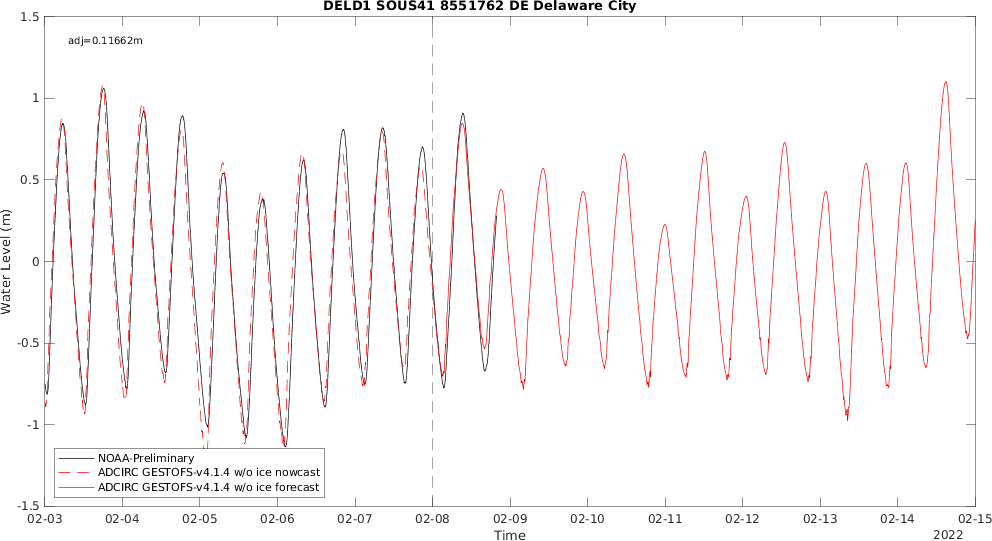 DELD1 SOUS41 8551762 DE Delaware City
adj=0.11662m
1.5
1
0.5
0
-0.5
-1
-1.5
Water Level (m)
NOAA-Preliminary
ADCIRC GESTOFS-v4.1.4 w/o ice nowcast
ADCIRC GESTOFS-v4.1.4 w/o ice forecast
02-03 02-04 02-05 02-06 02-07 02-08 02-09 02-10 02-11 02-12 02-13 02-14 02-15
Time
2022